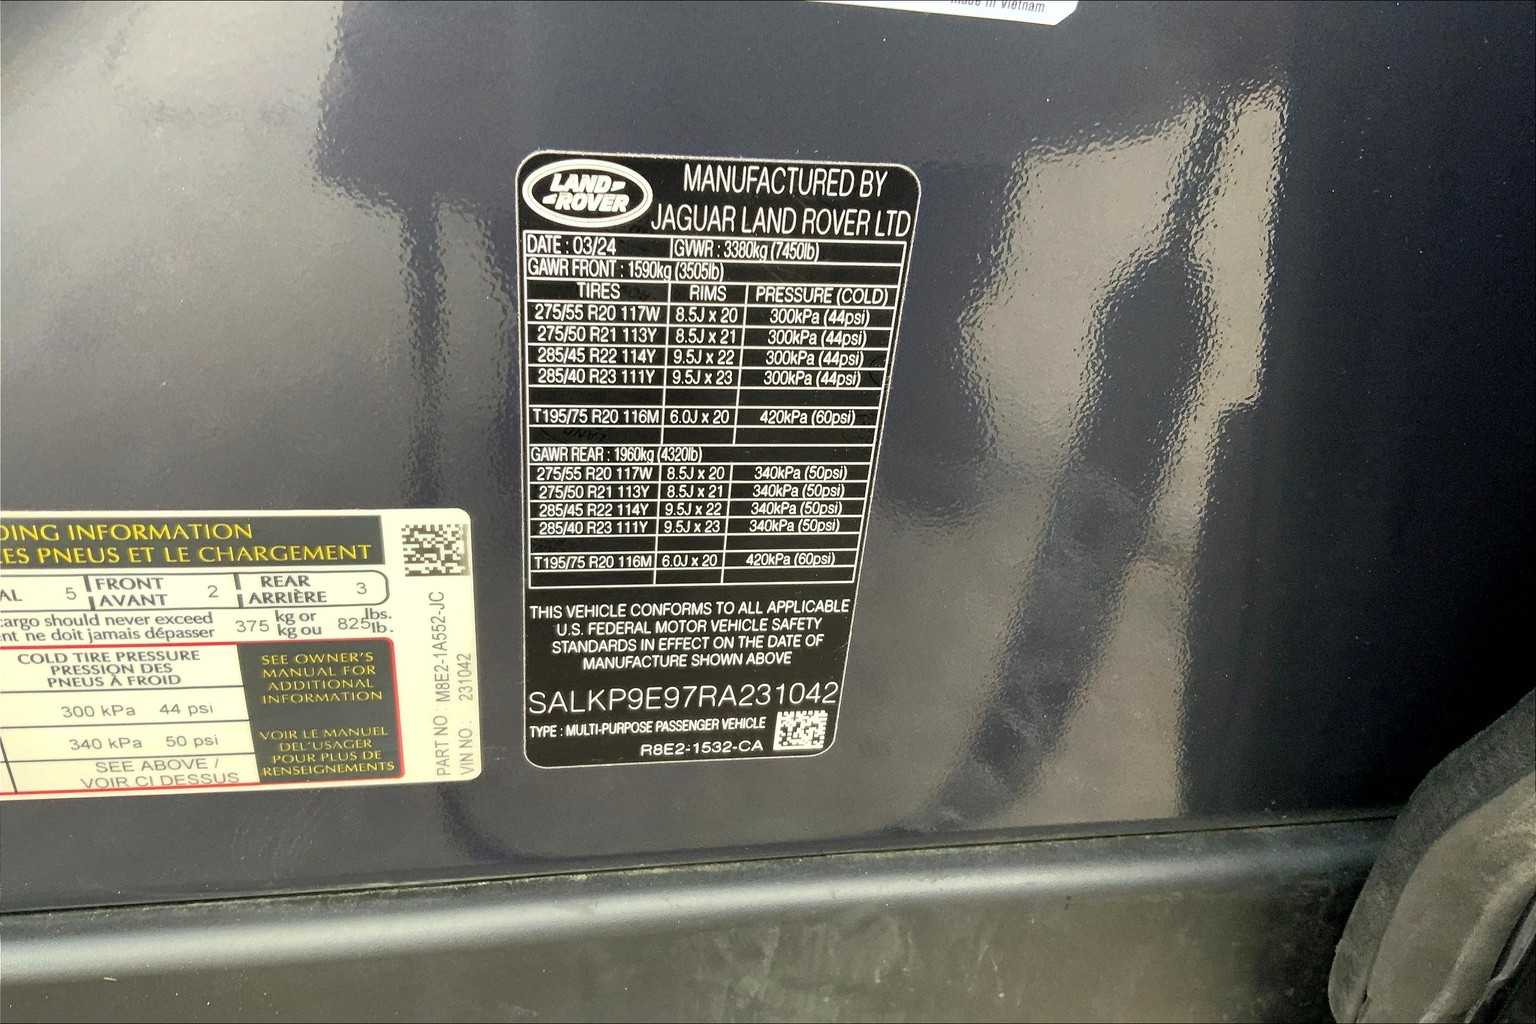 Made in Vietnam
LAND
ROVER
MANUFACTURED BY
JAGUAR LAND ROVER LTD
DATE : 03/24 GVWR : 3380kg (7450lb)
GAWR FRONT : 1590kg (3505lb)
TIRES RIMS PRESSURE (COLD)
275/55 R20 117W 8.5J x 20 300kPa (44psi)
275/50 R21 113Y 8.5J x 21 300kPa (44psi)
285/45 R22 114Y 9.5J x 22 300kPa (44psi)
285/40 R23 111Y 9.5J x 23 300kPa (44psi)
T195/75 R20 116M 6.0J x 20 420kPa (60psi)
GAWR REAR : 1960kg (4320lb)
275/55 R20 117W 8.5J x 20 340kPa (50psi)
275/50 R21 113Y 8.5J x 21 340kPa (50psi)
285/45 R22 114Y 9.5J x 22 340kPa (50psi)
285/40 R23 111Y 9.5J x 23 340kPa (50psi)
T195/75 R20 116M 6.0J x 20 420kPa (60psi)
THIS VEHICLE CONFORMS TO ALL APPLICABLE
U.S. FEDERAL MOTOR VEHICLE SAFETY
STANDARDS IN EFFECT ON THE DATE OF
MANUFACTURE SHOWN ABOVE
SALKP9E97RA231042
TYPE : MULTI-PURPOSE PASSENGER VEHICLE
R8E2-1532-CA
DING INFORMATION
ES PNEUS ET LE CHARGEMENT
AL 5 FRONT AVANT 2 REAR ARRIÈRE 3
cargo should never exceed
ent ne doit jamais dépasser
375 kg or kg ou 825 lbs. lb.
COLD TIRE PRESSURE
PRESSION DES
PNEUS À FROID
300 kPa 44 psi
340 kPa 50 psi
SEE ABOVE /
VOIR CI DESSUS
SEE OWNER'S
MANUAL FOR
ADDITIONAL
INFORMATION
VOIR LE MANUEL
DEL'USAGER
POUR PLUS DE
RENSEIGNEMENTS
PART NO : M8E2-1A552-JC
VIN NO : 231042